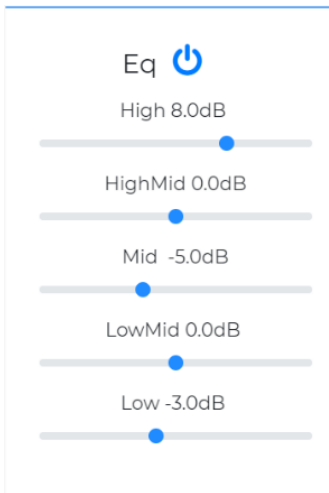 Eq
High 8.0dB
HighMid 0.0dB
Mid -5.0dB
LowMid 0.0dB
Low -3.0dB